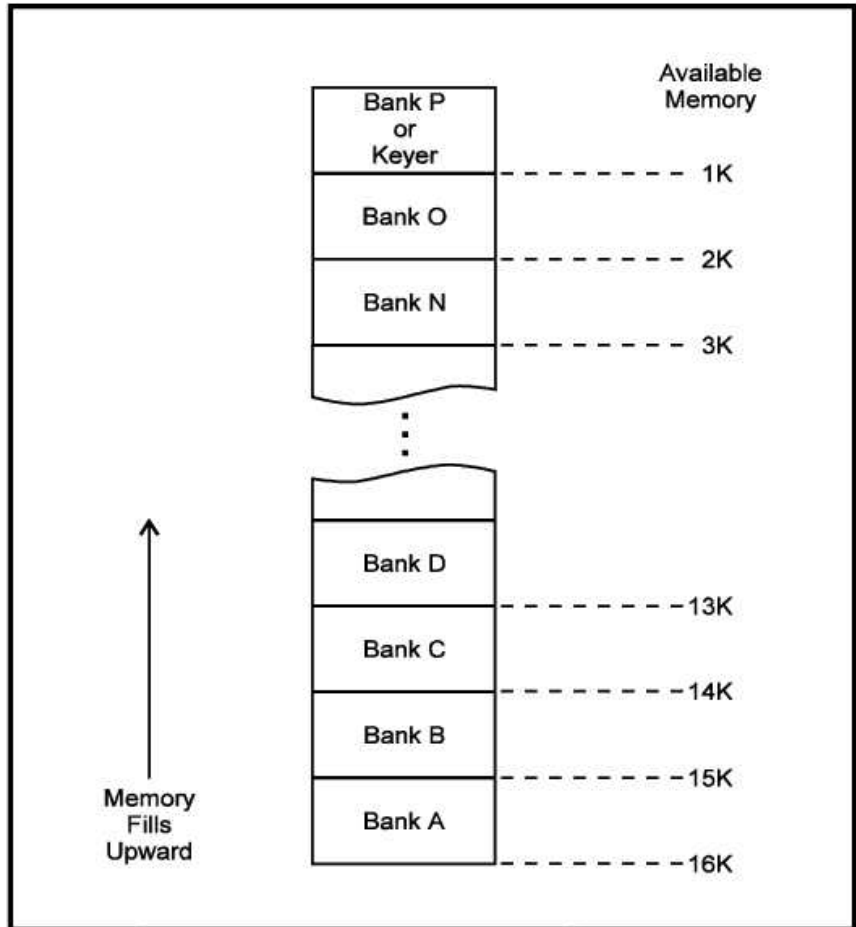 Available
Memory
Bank P
or
Keyer
1K
Bank O
2K
Bank N
3K
Bank D
13K
Bank C
14K
Bank B
15K
Memory
Fills
Upward
Bank A
16K